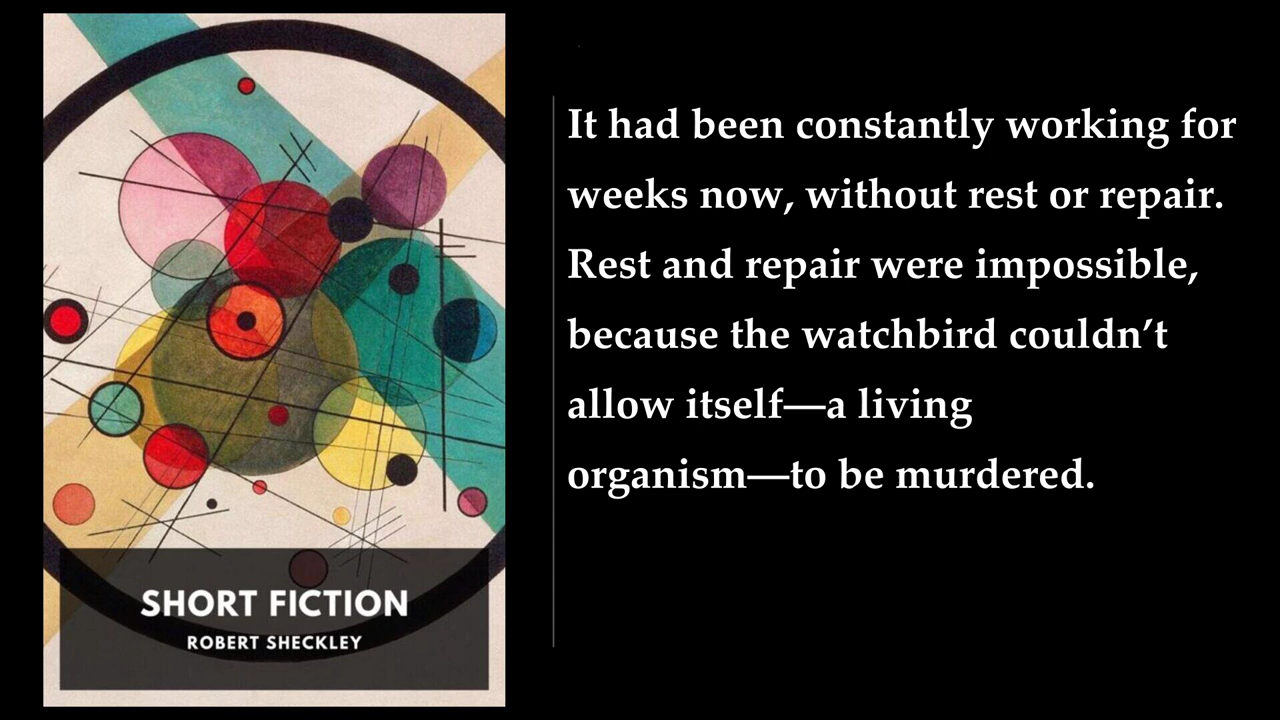 SHORT FICTION
ROBERT SHECKLEY
It had been constantly working for
weeks now, without rest or repair.
Rest and repair were impossible,
because the watchbird couldn’t
allow itself—a living
organism—to be murdered.